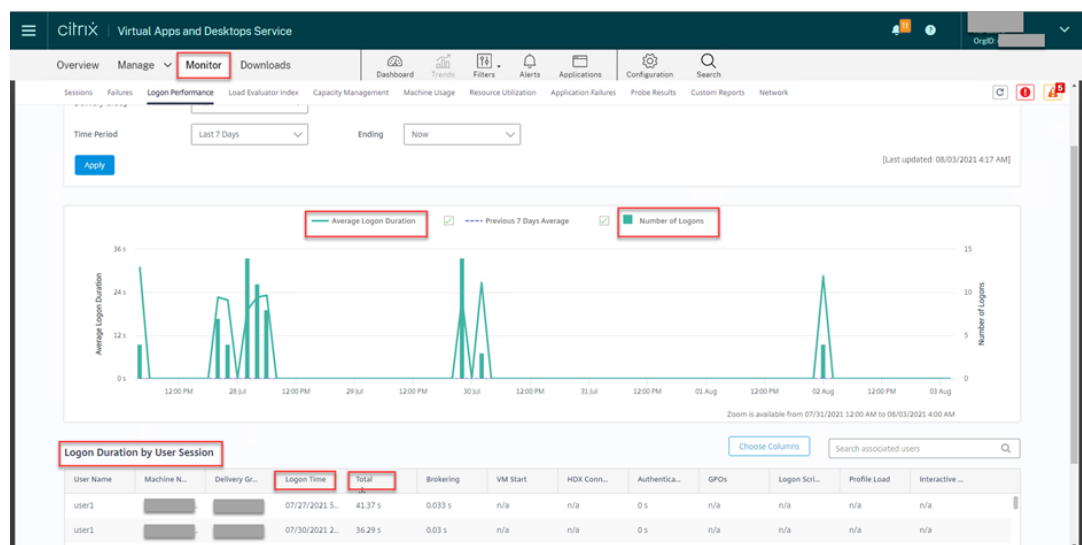 citrix | Virtual Apps and Desktops Service
11
OrgID:
Overview Manage Monitor Downloads
Dashboard Trends Filters Alerts Applications Configuration Search
Sessions Failures Logon Performance Load Evaluator Index Capacity Management Machine Usage Resource Utilization Application Failures Probe Results Custom Reports Network
5
Time Period Last 7 Days Ending Now
Apply
[Last updated: 08/03/2021 4:17 AM]
Average Logon Duration Previous 7 Days Average Number of Logons
36 s 15
24 s 10
12 s 5
0 s 0
Average Logon Duration
Number of Logons
12:00 PM 28 Jul 12:00 PM 29 Jul 12:00 PM 30 Jul 12:00 PM 31 Jul 12:00 PM 01 Aug 12:00 PM 02 Aug 12:00 PM 03 Aug
Zoom is available from 07/31/2021 12:00 AM to 08/03/2021 4:00 AM
Logon Duration by User Session
Choose Columns
Search associated users
User Name Machine N... Delivery Gr... Logon Time Total Brokering VM Start HDX Conn... Authentica... GPOs Logon Scri... Profile Load Interactive ...
user1 07/27/2021 5... 41.37 s 0.033 s n/a n/a 0 s n/a n/a n/a n/a
user1 07/30/2021 2... 36.29 s 0.03 s n/a n/a 0 s n/a n/a n/a n/a